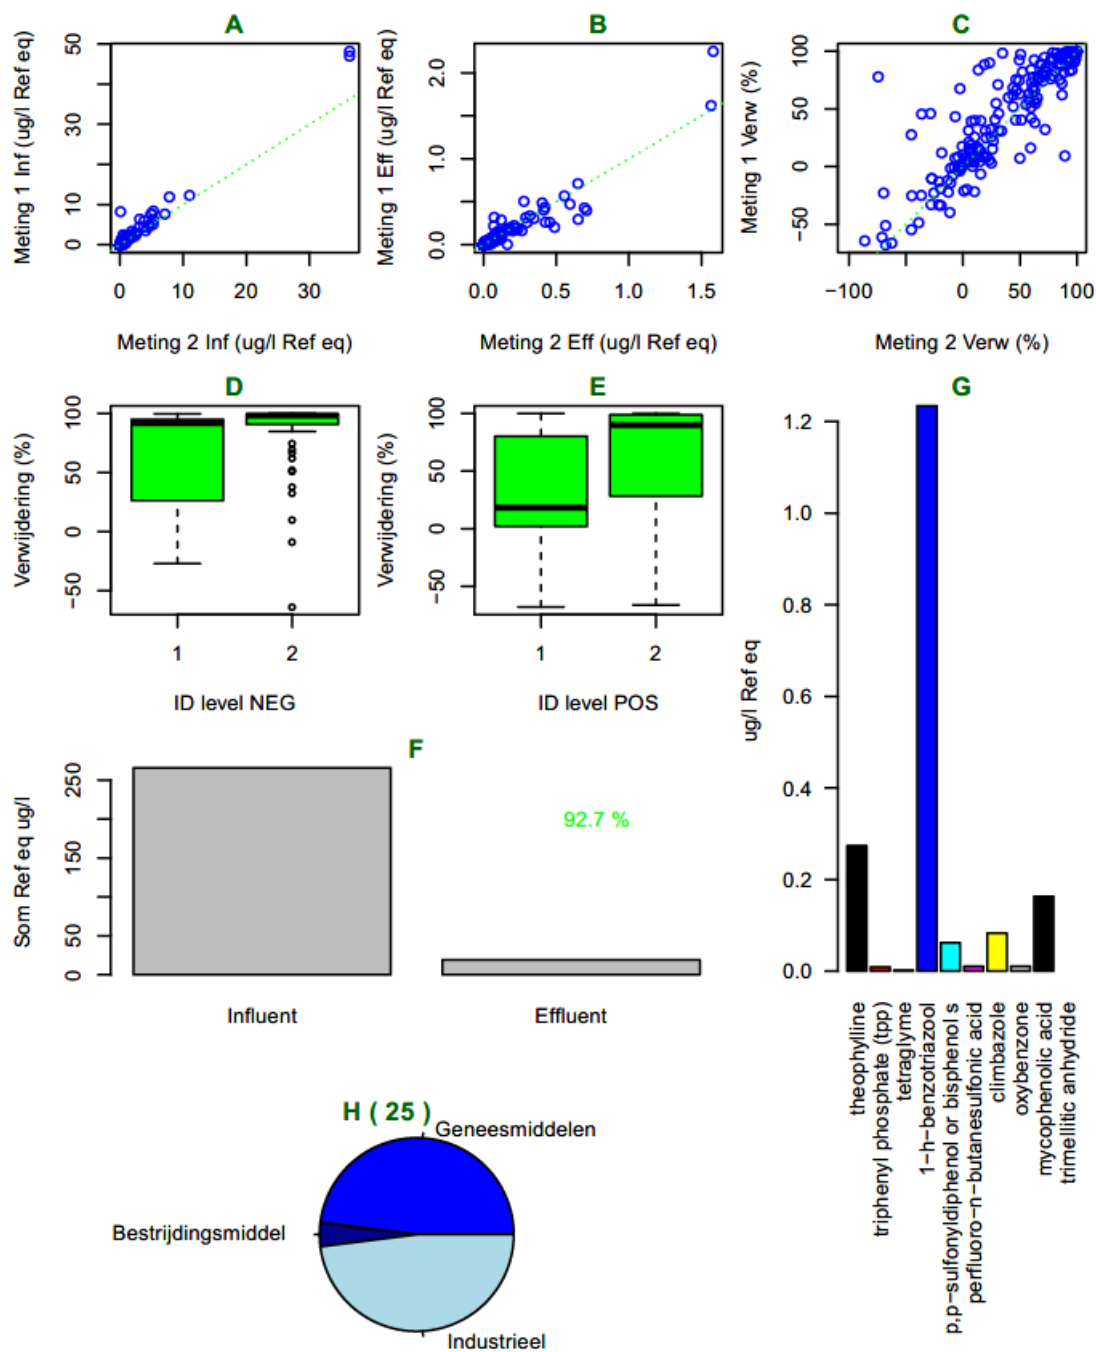 A
Meting 1 Inf (ug/l Ref eq)
50
30
10
0
0 10 20 30
Meting 2 Inf (ug/l Ref eq)
B
Meting 1 Eff (ug/l Ref eq)
2.0
1.0
0.0
0.0 0.5 1.0 1.5
Meting 2 Eff (ug/l Ref eq)
C
Meting 1 Verw (%)
100
50
0
−50
−100 0 50 100
Meting 2 Verw (%)
D
Verwijdering (%)
100
50
0
−50
1 2
ID level NEG
E
Verwijdering (%)
100
50
0
−50
1 2
ID level POS
F
Som Ref eq ug/l
250
150
50
0
92.7 %
Influent Effluent
G
ug/l Ref eq
1.2
1.0
0.8
0.6
0.4
0.2
0.0
theophylline
triphenyl phosphate (tpp)
tetraglyme
1−h−benzotriazool
p,p−sulfonyldiphenol or bisphenol s
perfluoro−n−butanesulfonic acid
climbazole
oxybenzone
mycophenolic acid
trimellitic anhydride
H ( 25 )
Geneesmiddelen
Bestrijdingsmiddel
Industrieel